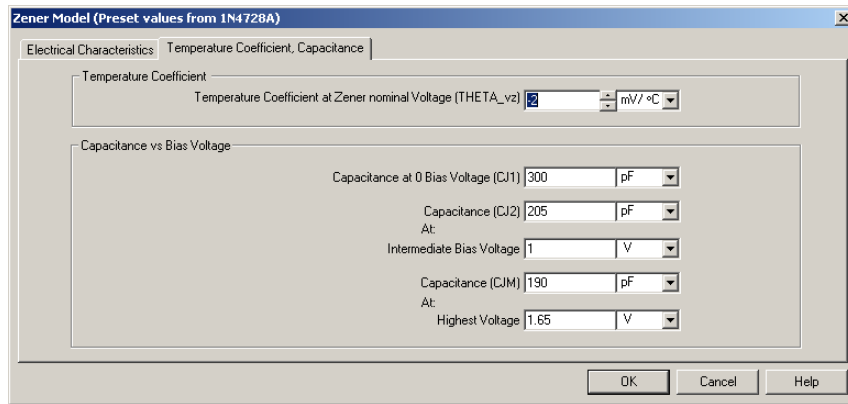 Zener Model (Preset values from 1N4728A)
Electrical Characteristics Temperature Coefficient, Capacitance
Temperature Coefficient
Temperature Coefficient at Zener nominal Voltage (THETA_vz) -2 mV/ °C
Capacitance vs Bias Voltage
Capacitance at 0 Bias Voltage (CJ1) 300 pF
Capacitance (CJ2) 205 pF
At:
Intermediate Bias Voltage 1 V
Capacitance (CJM) 190 pF
At:
Highest Voltage 1.65 V
OK Cancel Help